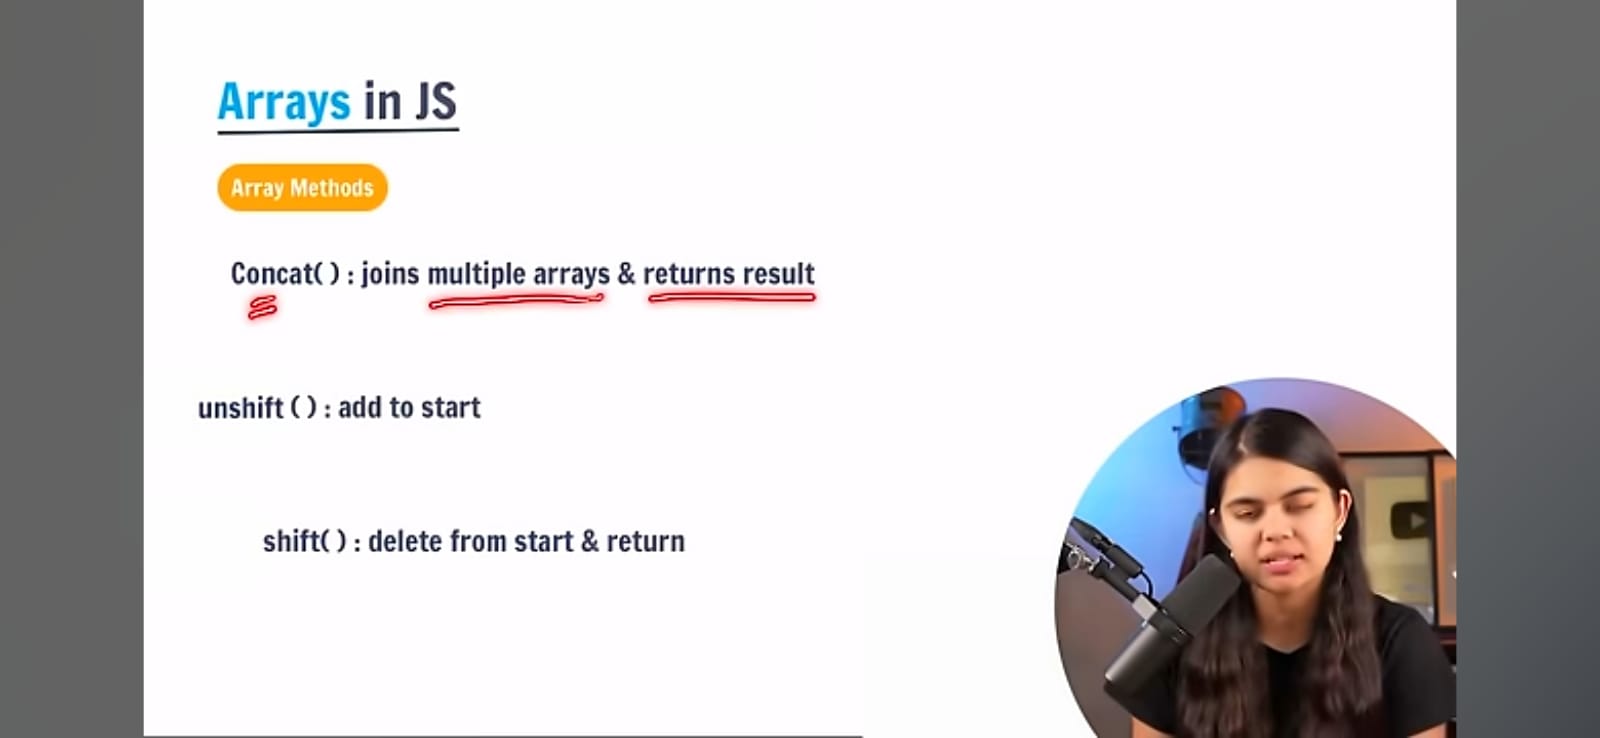 Arrays in JS
Array Methods
Concat( ) : joins multiple arrays & returns result
unshift ( ) : add to start
shift( ) : delete from start & return